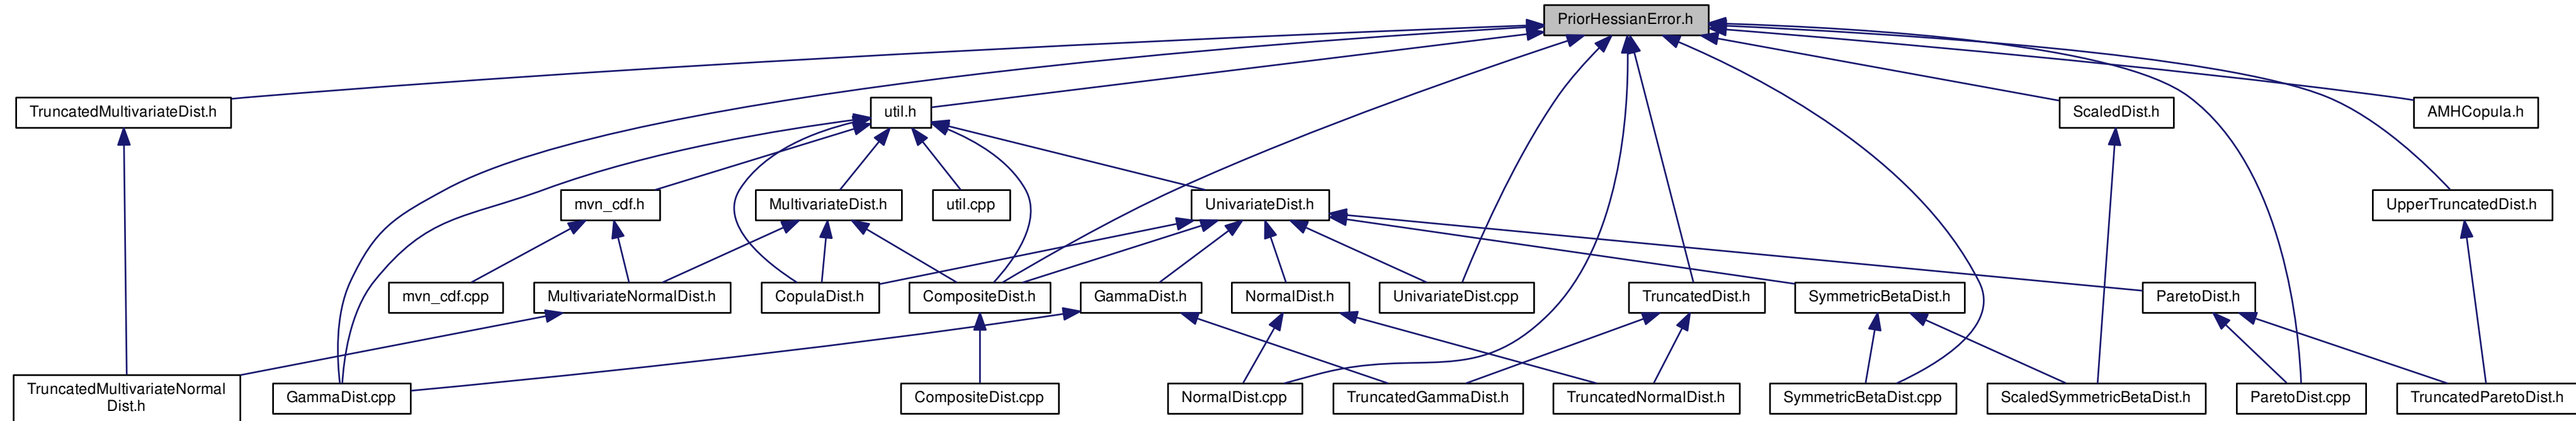 PriorHessianError.h
TruncatedMultivariateDist.h
util.h
ScaledDist.h
AMHCopula.h
mvn_cdf.h
MultivariateDist.h
util.cpp
UnivariateDist.h
UpperTruncatedDist.h
mvn_cdf.cpp
MultivariateNormalDist.h
CopulaDist.h
CompositeDist.h
GammaDist.h
NormalDist.h
UnivariateDist.cpp
TruncatedDist.h
SymmetricBetaDist.h
ParetoDist.h
TruncatedMultivariateNormal
Dist.h
GammaDist.cpp
CompositeDist.cpp
NormalDist.cpp
TruncatedGammaDist.h
TruncatedNormalDist.h
SymmetricBetaDist.cpp
ScaledSymmetricBetaDist.h
ParetoDist.cpp
TruncatedParetoDist.h